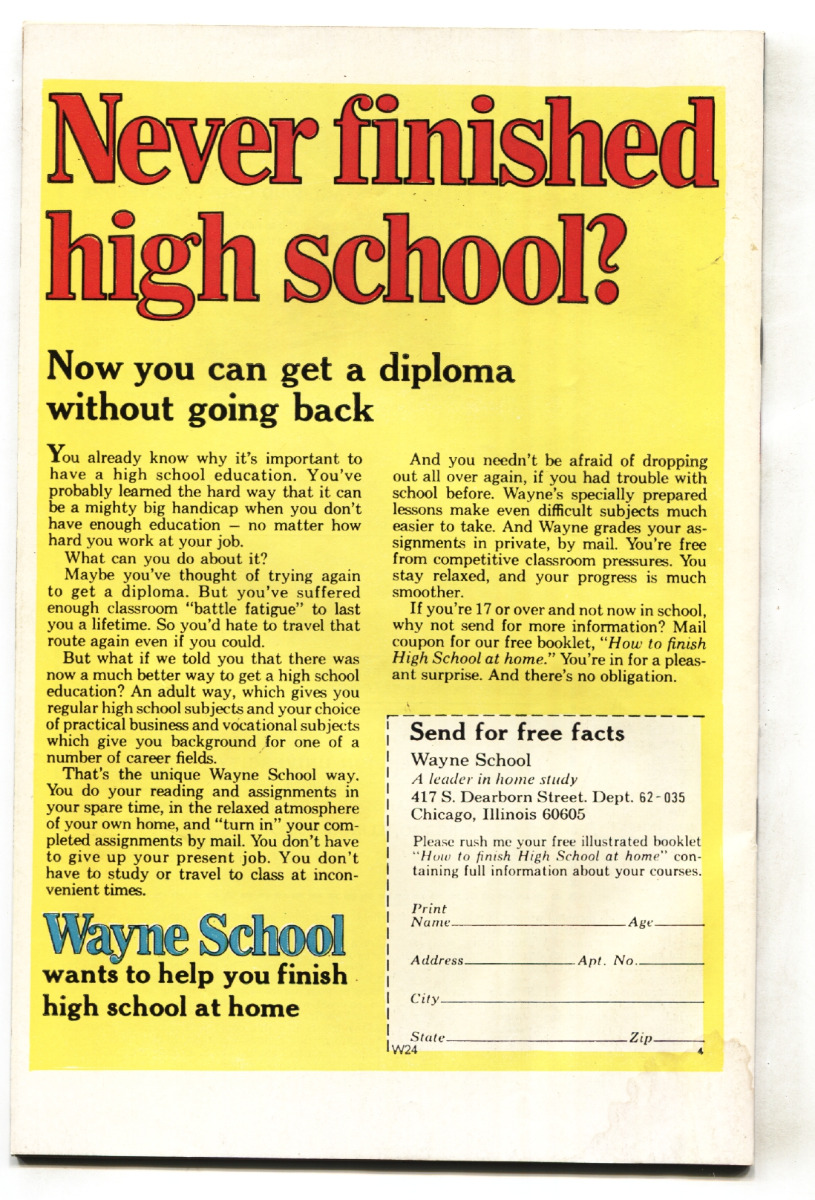 Never finished
high school?
Now you can get a diploma
without going back
You already know why it's important to
have a high school education. You've
probably learned the hard way that it can
be a mighty big handicap when you don't
have enough education – no matter how
hard you work at your job.
What can you do about it?
Maybe you've thought of trying again
to get a diploma. But you've suffered
enough classroom "battle fatigue" to last
you a lifetime. So you'd hate to travel that
route again even if you could.
But what if we told you that there was
now a much better way to get a high school
education? An adult way, which gives you
regular high school subjects and your choice
of practical business and vocational subjects
which give you background for one of a
number of career fields.
That's the unique Wayne School way.
You do your reading and assignments in
your spare time, in the relaxed atmosphere
of your own home, and "turn in" your com-
pleted assignments by mail. You don't have
to give up your present job. You don't
have to study or travel to class at incon-
venient times.
Wayne School
wants to help you finish
high school at home
And you needn't be afraid of dropping
out all over again, if you had trouble with
school before. Wayne's specially prepared
lessons make even difficult subjects much
easier to take. And Wayne grades your as-
signments in private, by mail. You're free
from competitive classroom pressures. You
stay relaxed, and your progress is much
smoother.
If you're 17 or over and not now in school,
why not send for more information? Mail
coupon for our free booklet, "How to finish
High School at home." You're in for a pleas-
ant surprise. And there's no obligation.
Send for free facts
Wayne School
A leader in home study
417 S. Dearborn Street. Dept. 62-035
Chicago, Illinois 60605
Please rush me your free illustrated booklet
"How to finish High School at home" con-
taining full information about your courses.
Print
Name Age
Address Apt. No.
City
State Zip
W24 4